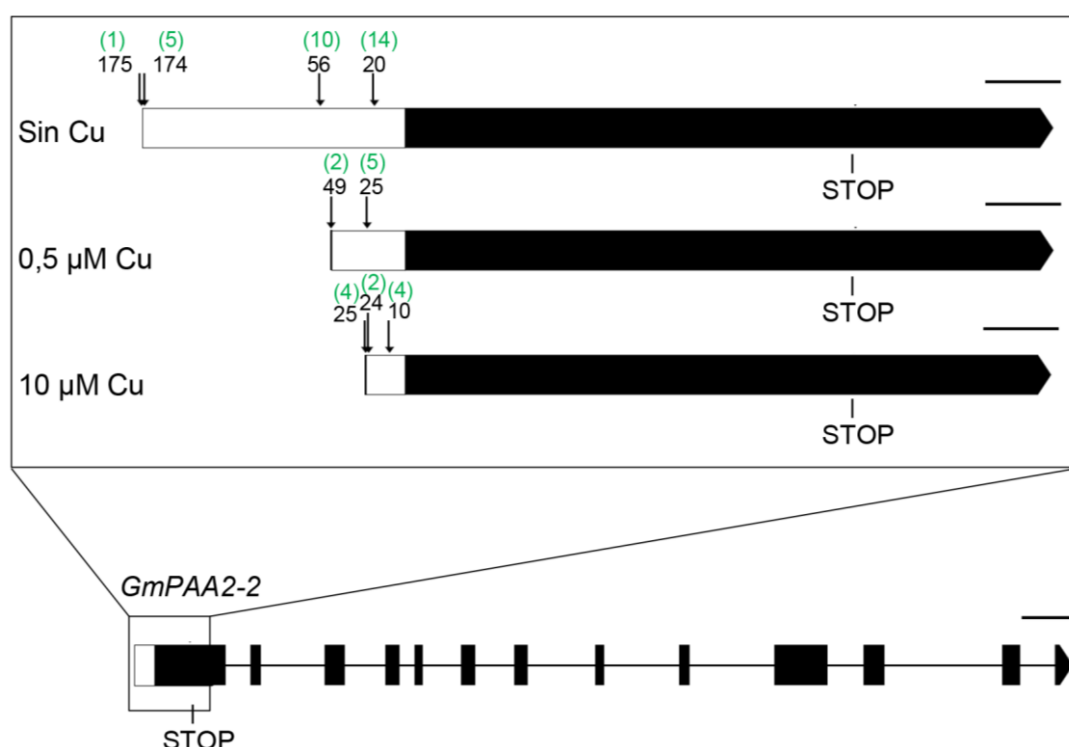 (1) (5) (10) (14)
175 174 56 20
Sin Cu
STOP
(2) (5)
49 25
0,5 µM Cu
STOP
(4) (2) (4)
25 24 10
10 µM Cu
STOP
GmPAA2-2
STOP